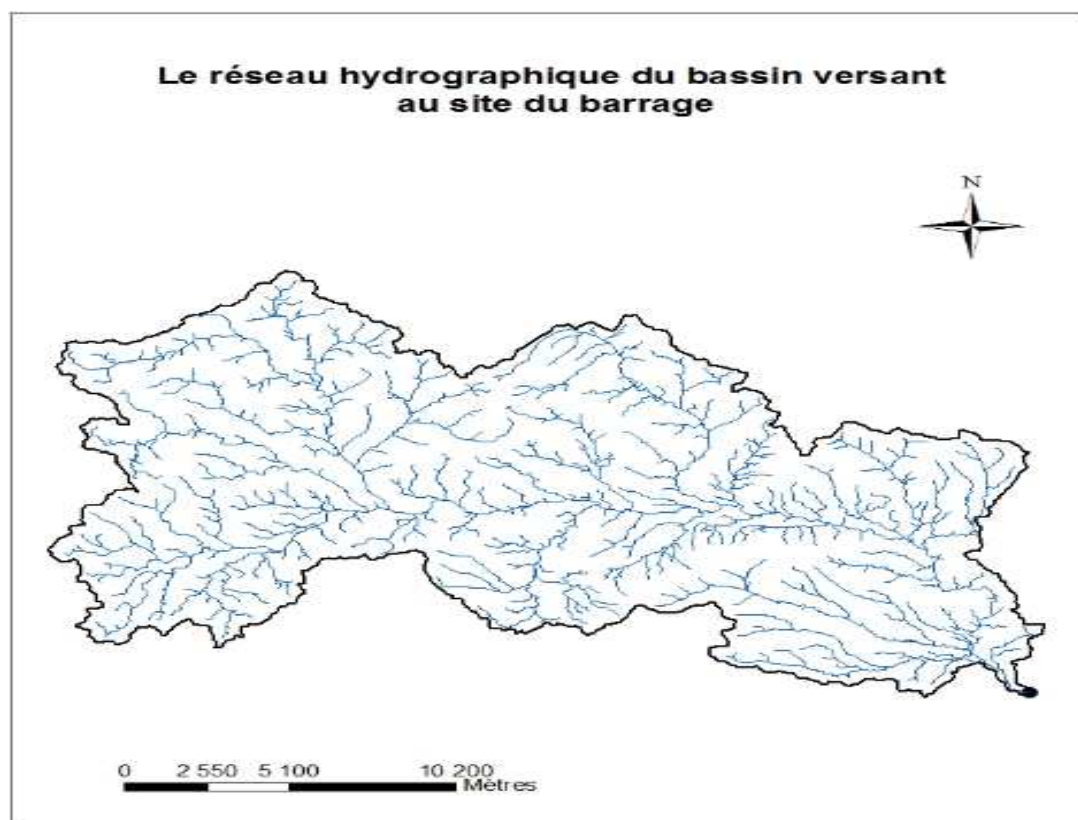 Le réseau hydrographique du bassin versant
au site du barrage
N
0 2 550 5 100 10 200
Mètres